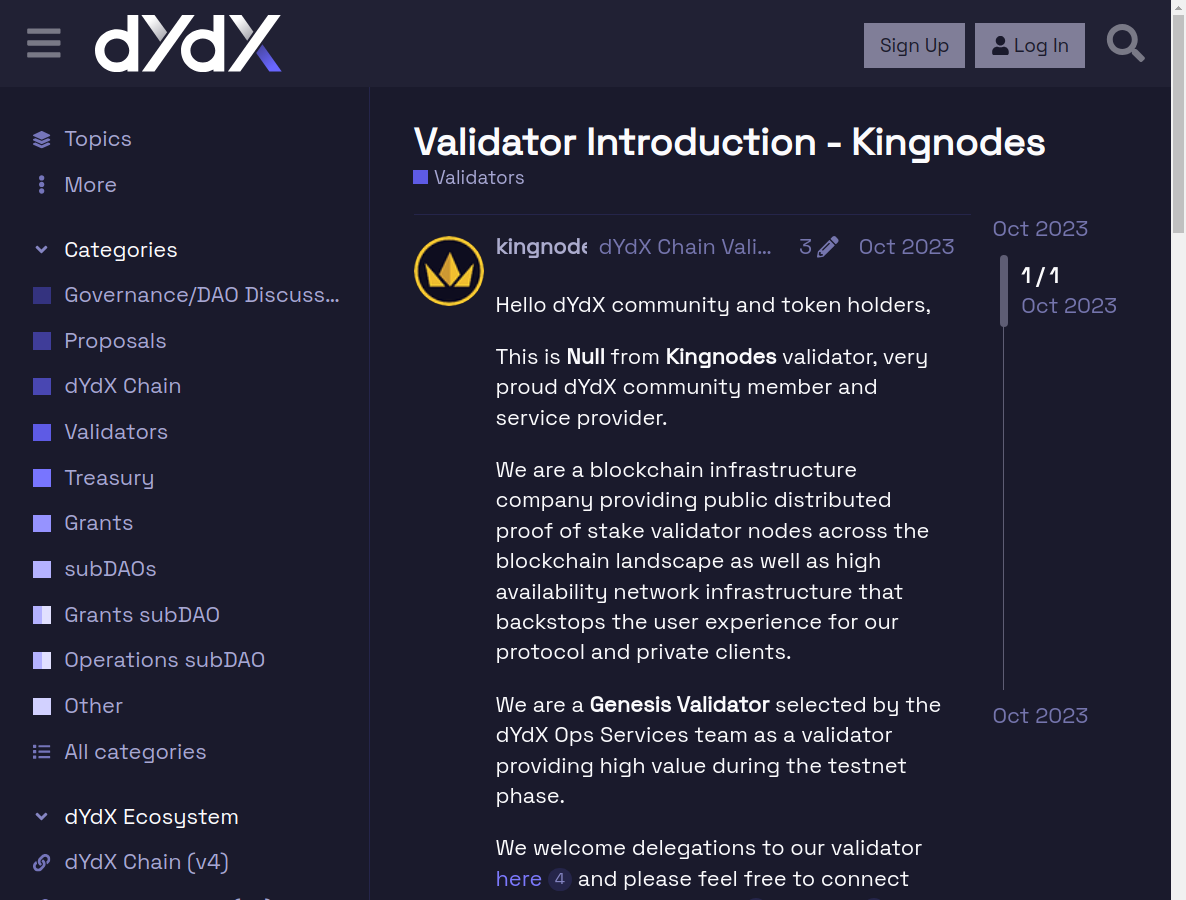 dYdX
Sign Up
Log In
Topics
More
Categories
Governance/DAO Discuss...
Proposals
dYdX Chain
Validators
Treasury
Grants
subDAOs
Grants subDAO
Operations subDAO
Other
All categories
dYdX Ecosystem
dYdX Chain (v4)
Validator Introduction - Kingnodes
Validators
kingnode dYdX Chain Vali... 3 Oct 2023
Hello dYdX community and token holders,
This is Null from Kingnodes validator, very
proud dYdX community member and
service provider.
We are a blockchain infrastructure
company providing public distributed
proof of stake validator nodes across the
blockchain landscape as well as high
availability network infrastructure that
backstops the user experience for our
protocol and private clients.
We are a Genesis Validator selected by the
dYdX Ops Services team as a validator
providing high value during the testnet
phase.
We welcome delegations to our validator
here 4 and please feel free to connect
Oct 2023
1 / 1
Oct 2023
Oct 2023